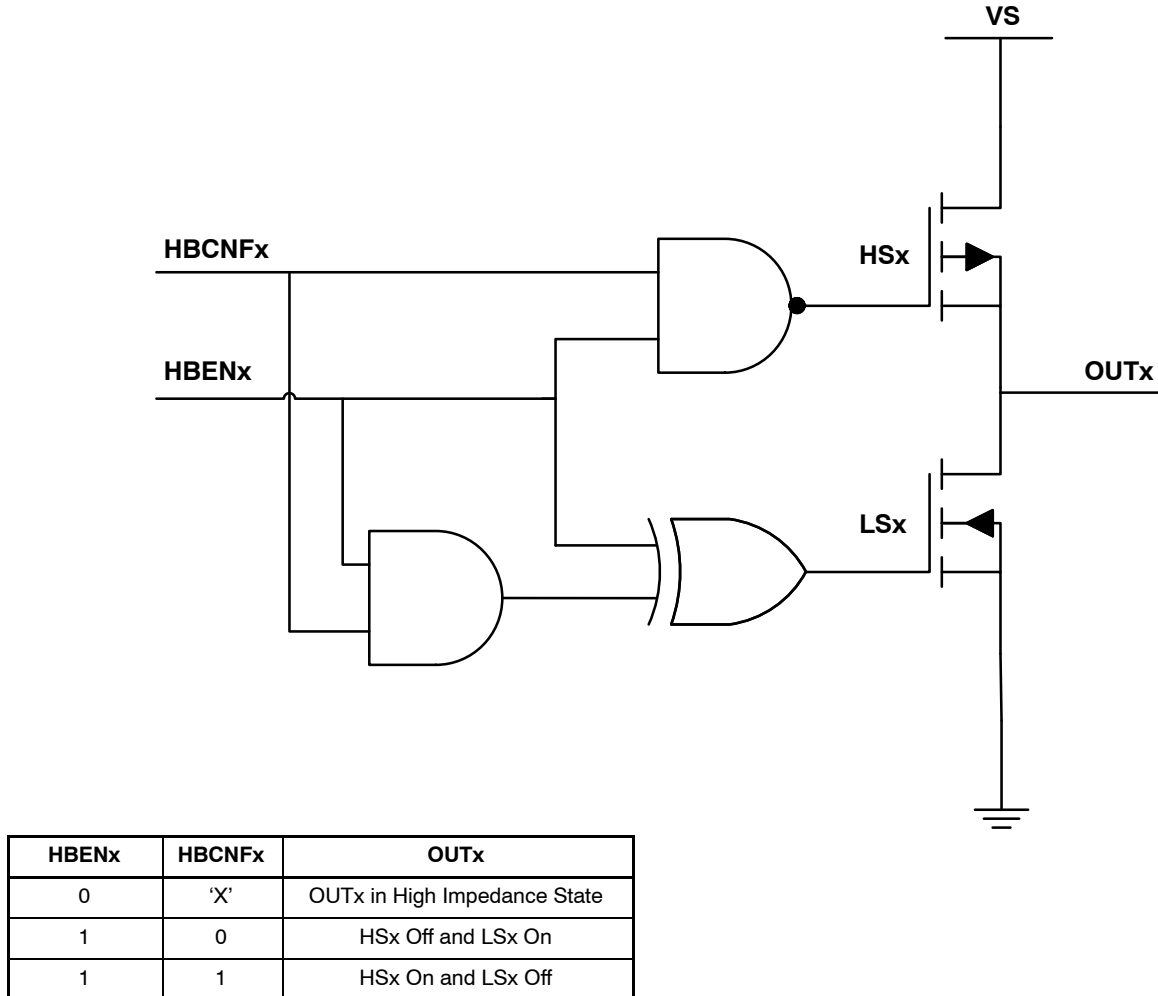 VS
HBCNFx
HSx
HBENx
OUTx
LSx
HBENx HBCNFx OUTx
0 ‘X’ OUTx in High Impedance State
1 0 HSx Off and LSx On
1 1 HSx On and LSx Off